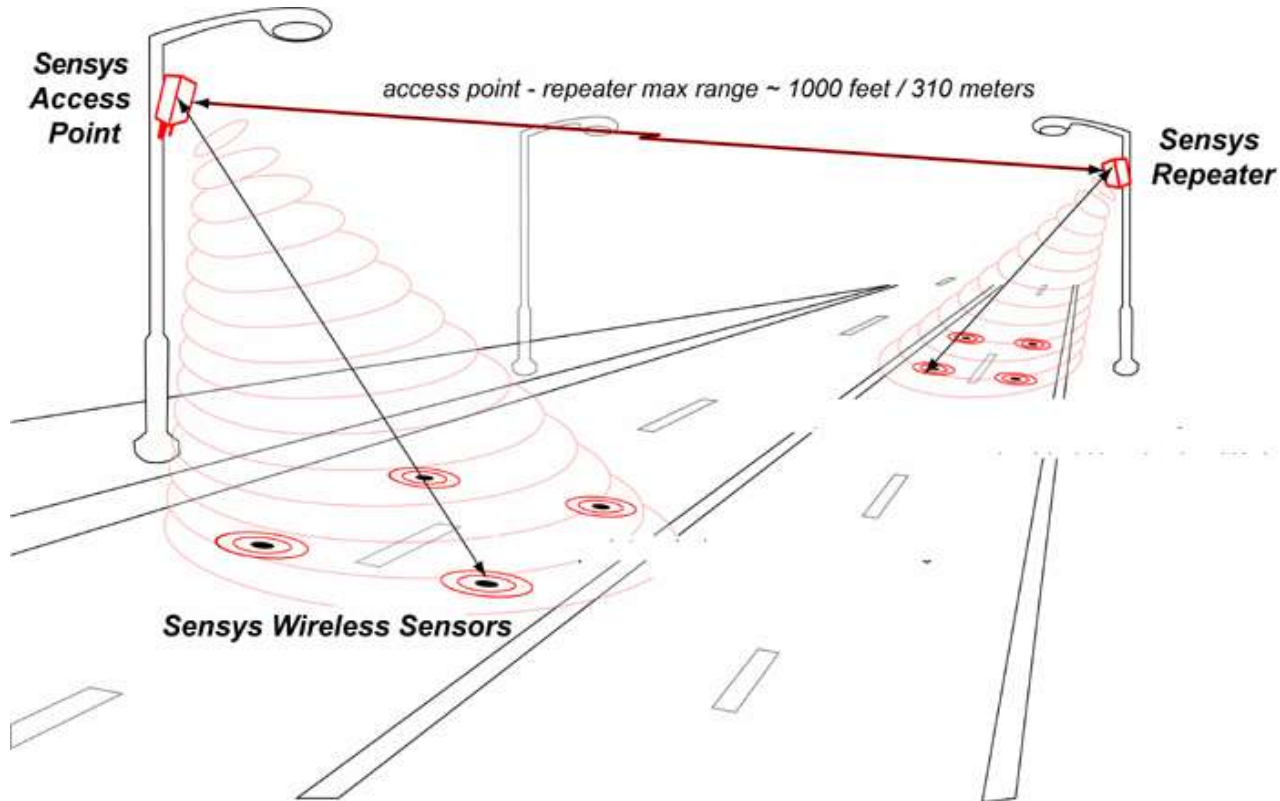 Sensys
Access
Point
access point - repeater max range ~ 1000 feet / 310 meters
Sensys
Repeater
Sensys Wireless Sensors